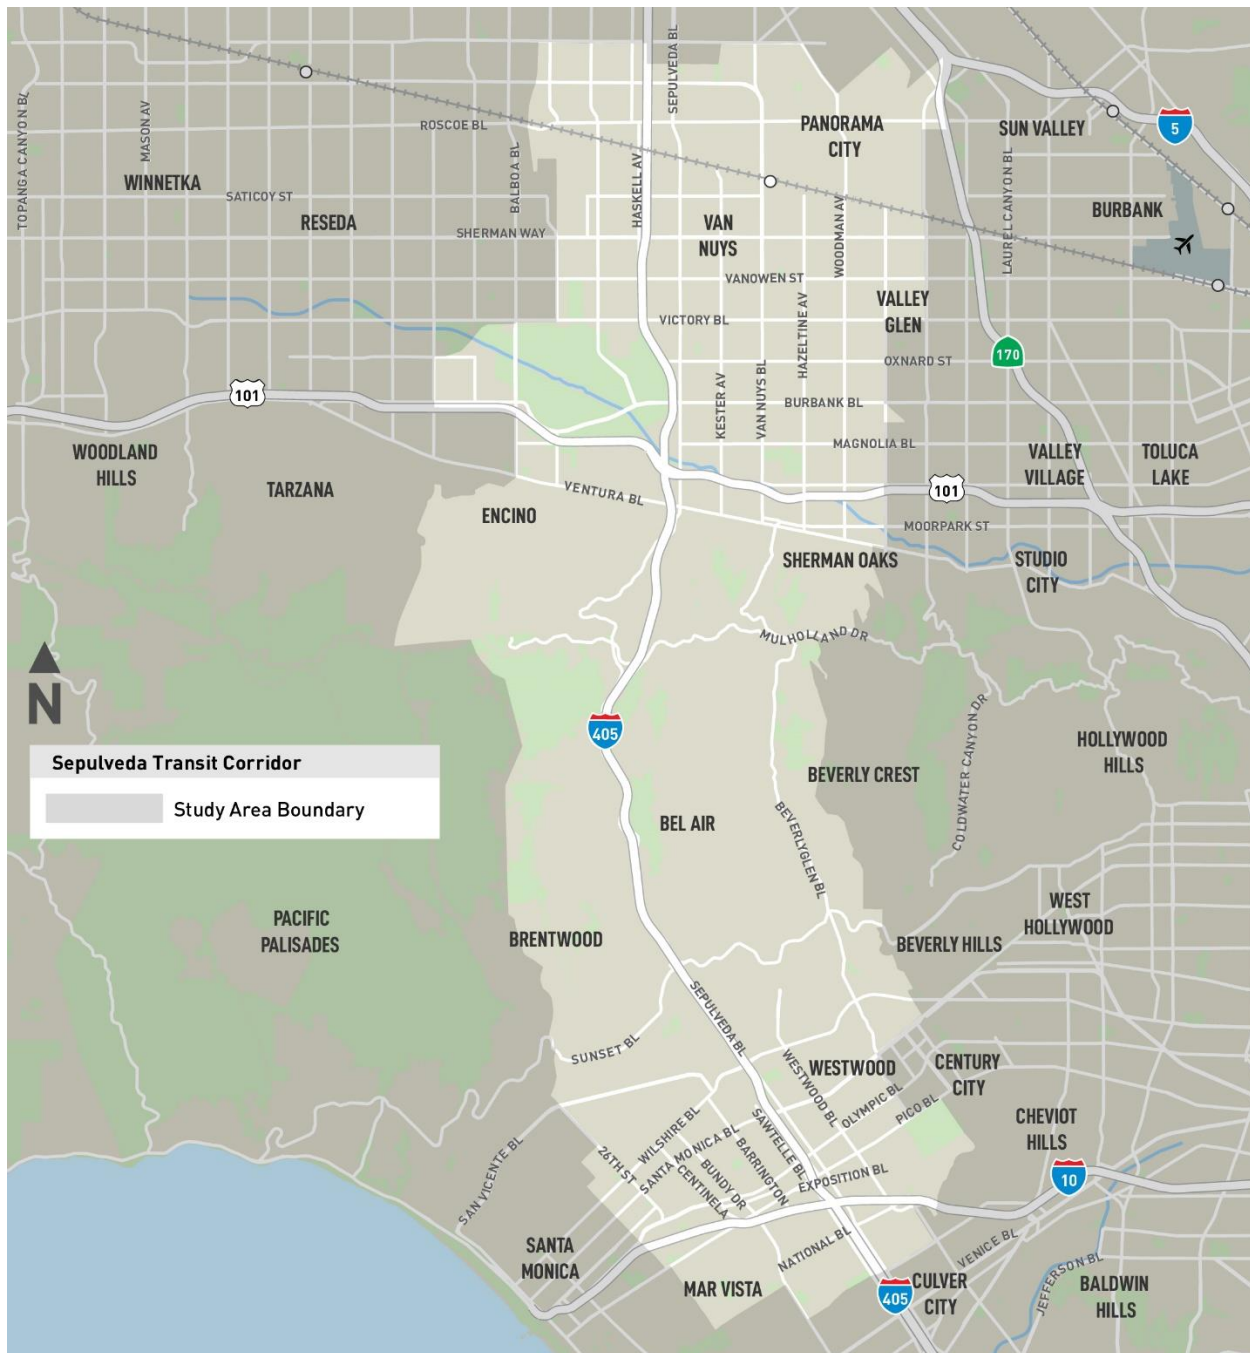 SEPULVEDA BL
TOPANGA CANYON BL
MASON AV
ROSCOE BL
BALBOA BL
HASKELL AV
PANORAMA
CITY
SUN VALLEY
5
WINNETKA
SATICOY ST
RESEDA
SHERMAN WAY
VAN
NUYS
WOODMAN AV
LAUREL CANYON BL
BURBANK
VANOWEN ST
VICTORY BL
HAZELTINE AV
VALLEY
GLEN
OXNARD ST
170
101
KESTER AV
VAN NUYS BL
BURBANK BL
MAGNOLIA BL
WOODLAND
HILLS
TARZANA
VENTURA BL
ENCINO
101
VALLEY
VILLAGE
TOLUCA
LAKE
MOORPARK ST
SHERMAN OAKS
STUDIO
CITY
MULHOLLAND DR
N
405
COLDWATER CANYON DR
HOLLYWOOD
HILLS
Sepulveda Transit Corridor
Study Area Boundary
BEVERLY CREST
BEL AIR
BEVERLYGLEN BL
PACIFIC
PALISADES
BRENTWOOD
BEVERLY HILLS
WEST
HOLLYWOOD
SEPULVEDA BL
SUNSET BL
WESTWOOD
WESTWOOD BL
CENTURY
CITY
OLYMPIC BL
PICO BL
CHEVIOT
HILLS
SAN VICENTE BL
26TH ST
WILSHIRE BL
SANTA MONICA BL
CENTINELA
BUNDY DR
BARRINGTON
SAWTELLE BL
EXPOSITION BL
10
NATIONAL BL
VENICE BL
SANTA
MONICA
MAR VISTA
405
CULVER
CITY
JEFFERSON BL
BALDWIN
HILLS